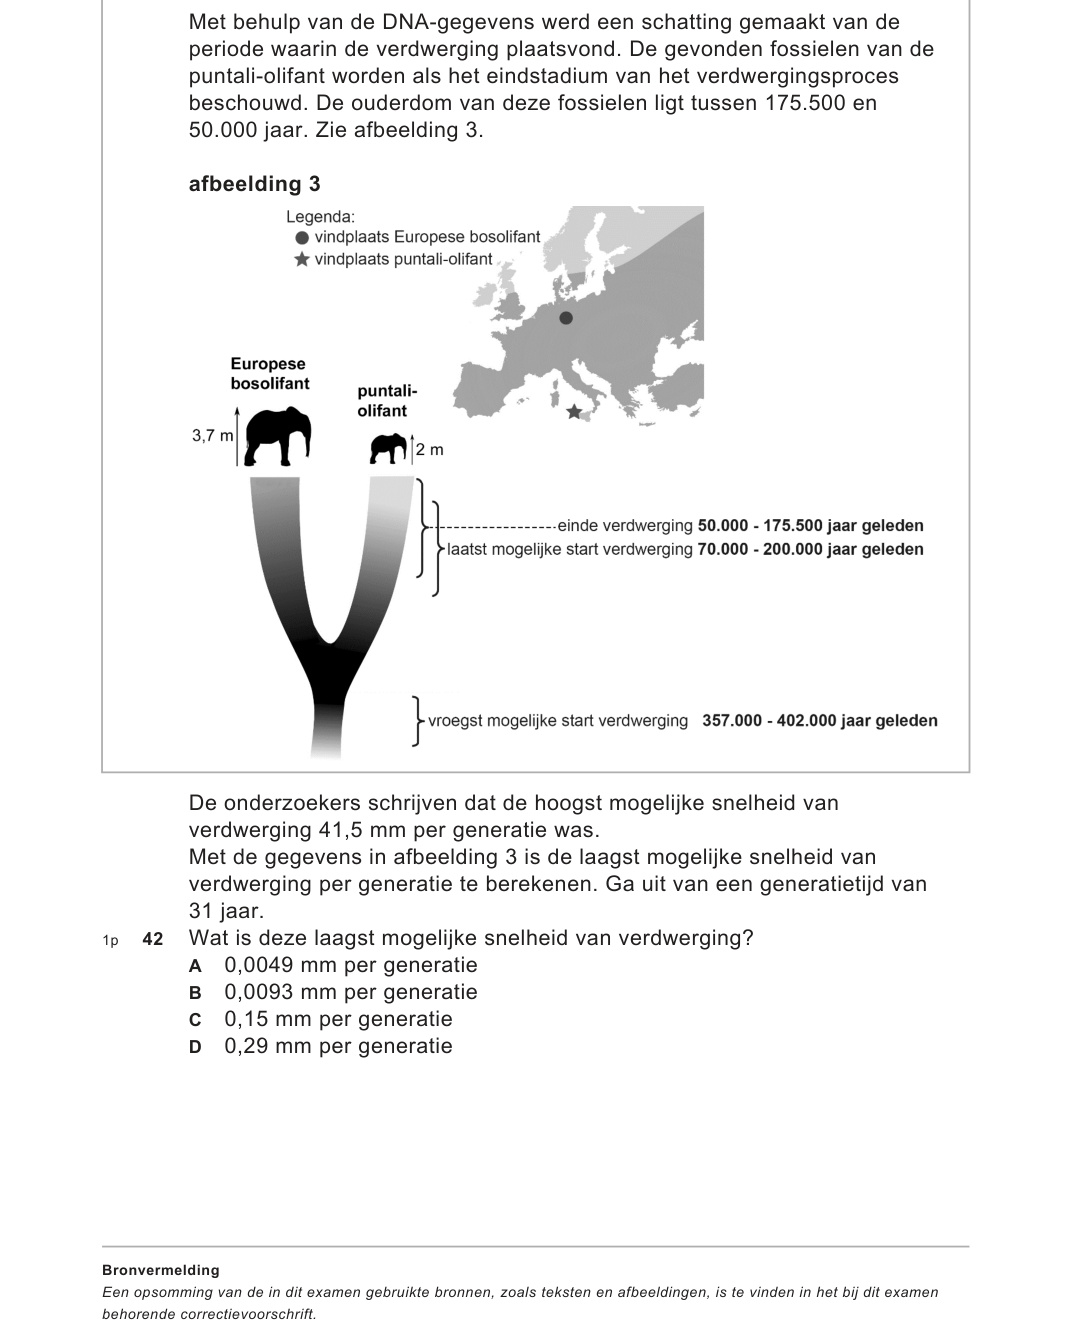 Met behulp van de DNA-gegevens werd een schatting gemaakt van de
periode waarin de verdwerging plaatsvond. De gevonden fossielen van de
puntali-olifant worden als het eindstadium van het verdwergingsproces
beschouwd. De ouderdom van deze fossielen ligt tussen 175.500 en
50.000 jaar. Zie afbeelding 3.
afbeelding 3
Legenda:
vindplaats Europese bosolifant
vindplaats puntali-olifant
Europese
bosolifant
puntali-
olifant
3,7 m
2 m
einde verdwerging 50.000 - 175.500 jaar geleden
laatst mogelijke start verdwerging 70.000 - 200.000 jaar geleden
vroegst mogelijke start verdwerging 357.000 - 402.000 jaar geleden
De onderzoekers schrijven dat de hoogst mogelijke snelheid van
verdwerging 41,5 mm per generatie was.
Met de gegevens in afbeelding 3 is de laagst mogelijke snelheid van
verdwerging per generatie te berekenen. Ga uit van een generatietijd van
31 jaar.
1p 42 Wat is deze laagst mogelijke snelheid van verdwerging?
A 0,0049 mm per generatie
B 0,0093 mm per generatie
C 0,15 mm per generatie
D 0,29 mm per generatie
Bronvermelding
Een opsomming van de in dit examen gebruikte bronnen, zoals teksten en afbeeldingen, is te vinden in het bij dit examen
behorende correctievoorschrift.